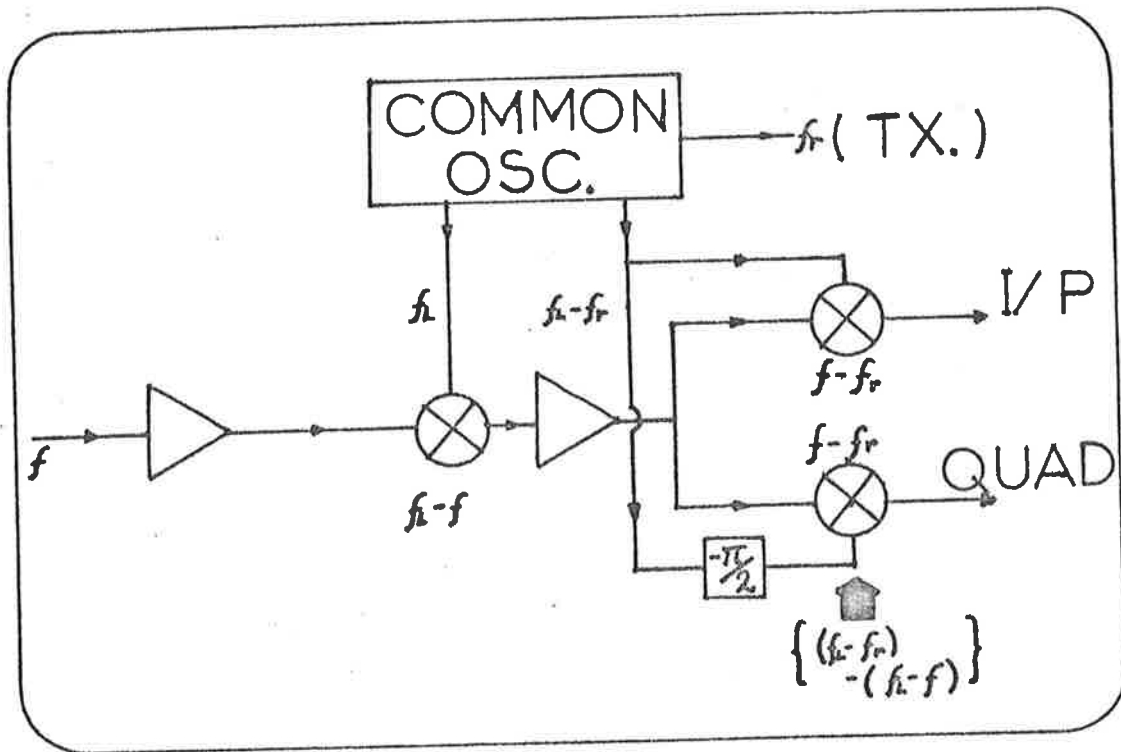 COMMON
OSC.
fr ( TX. )
fL
fL-fr
I/P
f-fr
f
fL-f
f-fr
QUAD
-π/2
{ (fL-fr)
-(fL-f) }